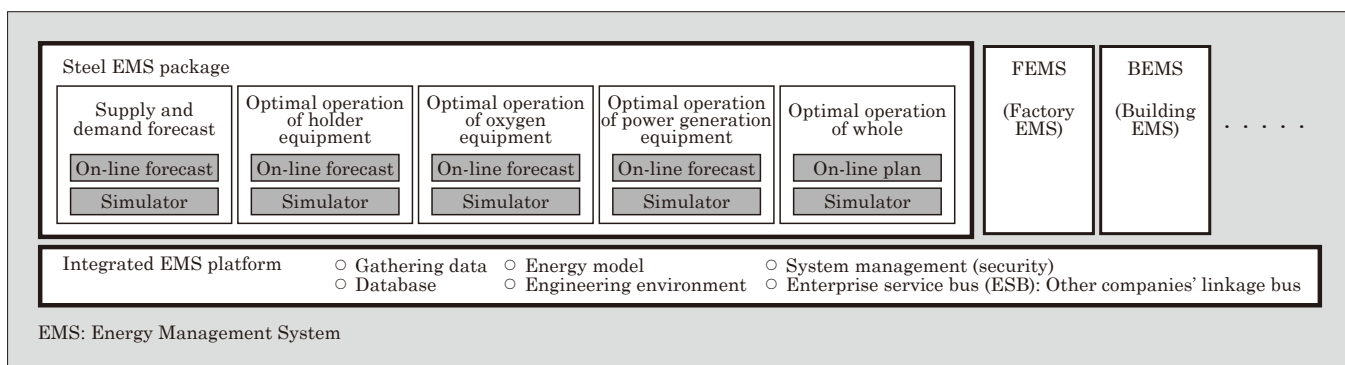 Steel EMS package
Supply and
demand forecast
On-line forecast
Simulator
Optimal operation
of holder
equipment
On-line forecast
Simulator
Optimal operation
of oxygen
equipment
On-line forecast
Simulator
Optimal operation
of power generation
equipment
On-line forecast
Simulator
Optimal operation
of whole
On-line plan
Simulator
FEMS
(Factory
EMS)
BEMS
(Building
EMS)
. . . . .
Integrated EMS platform
○ Gathering data
○ Database
○ Energy model
○ Engineering environment
○ System management (security)
○ Enterprise service bus (ESB): Other companies’ linkage bus
EMS: Energy Management System